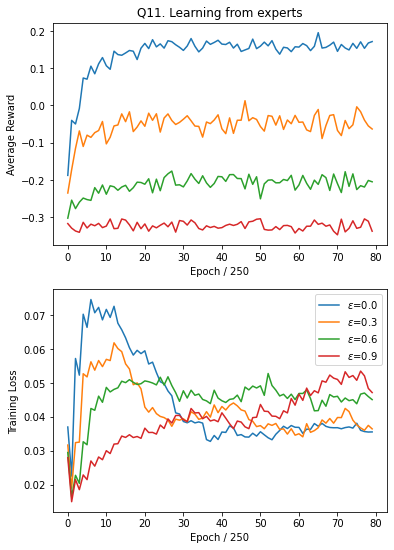 Q11. Learning from experts
0.2
0.1
0.0
−0.1
−0.2
−0.3
Average Reward
0 10 20 30 40 50 60 70 80
Epoch / 250
0.07
0.06
0.05
0.04
0.03
0.02
Training Loss
ε=0.0
ε=0.3
ε=0.6
ε=0.9
0 10 20 30 40 50 60 70 80
Epoch / 250